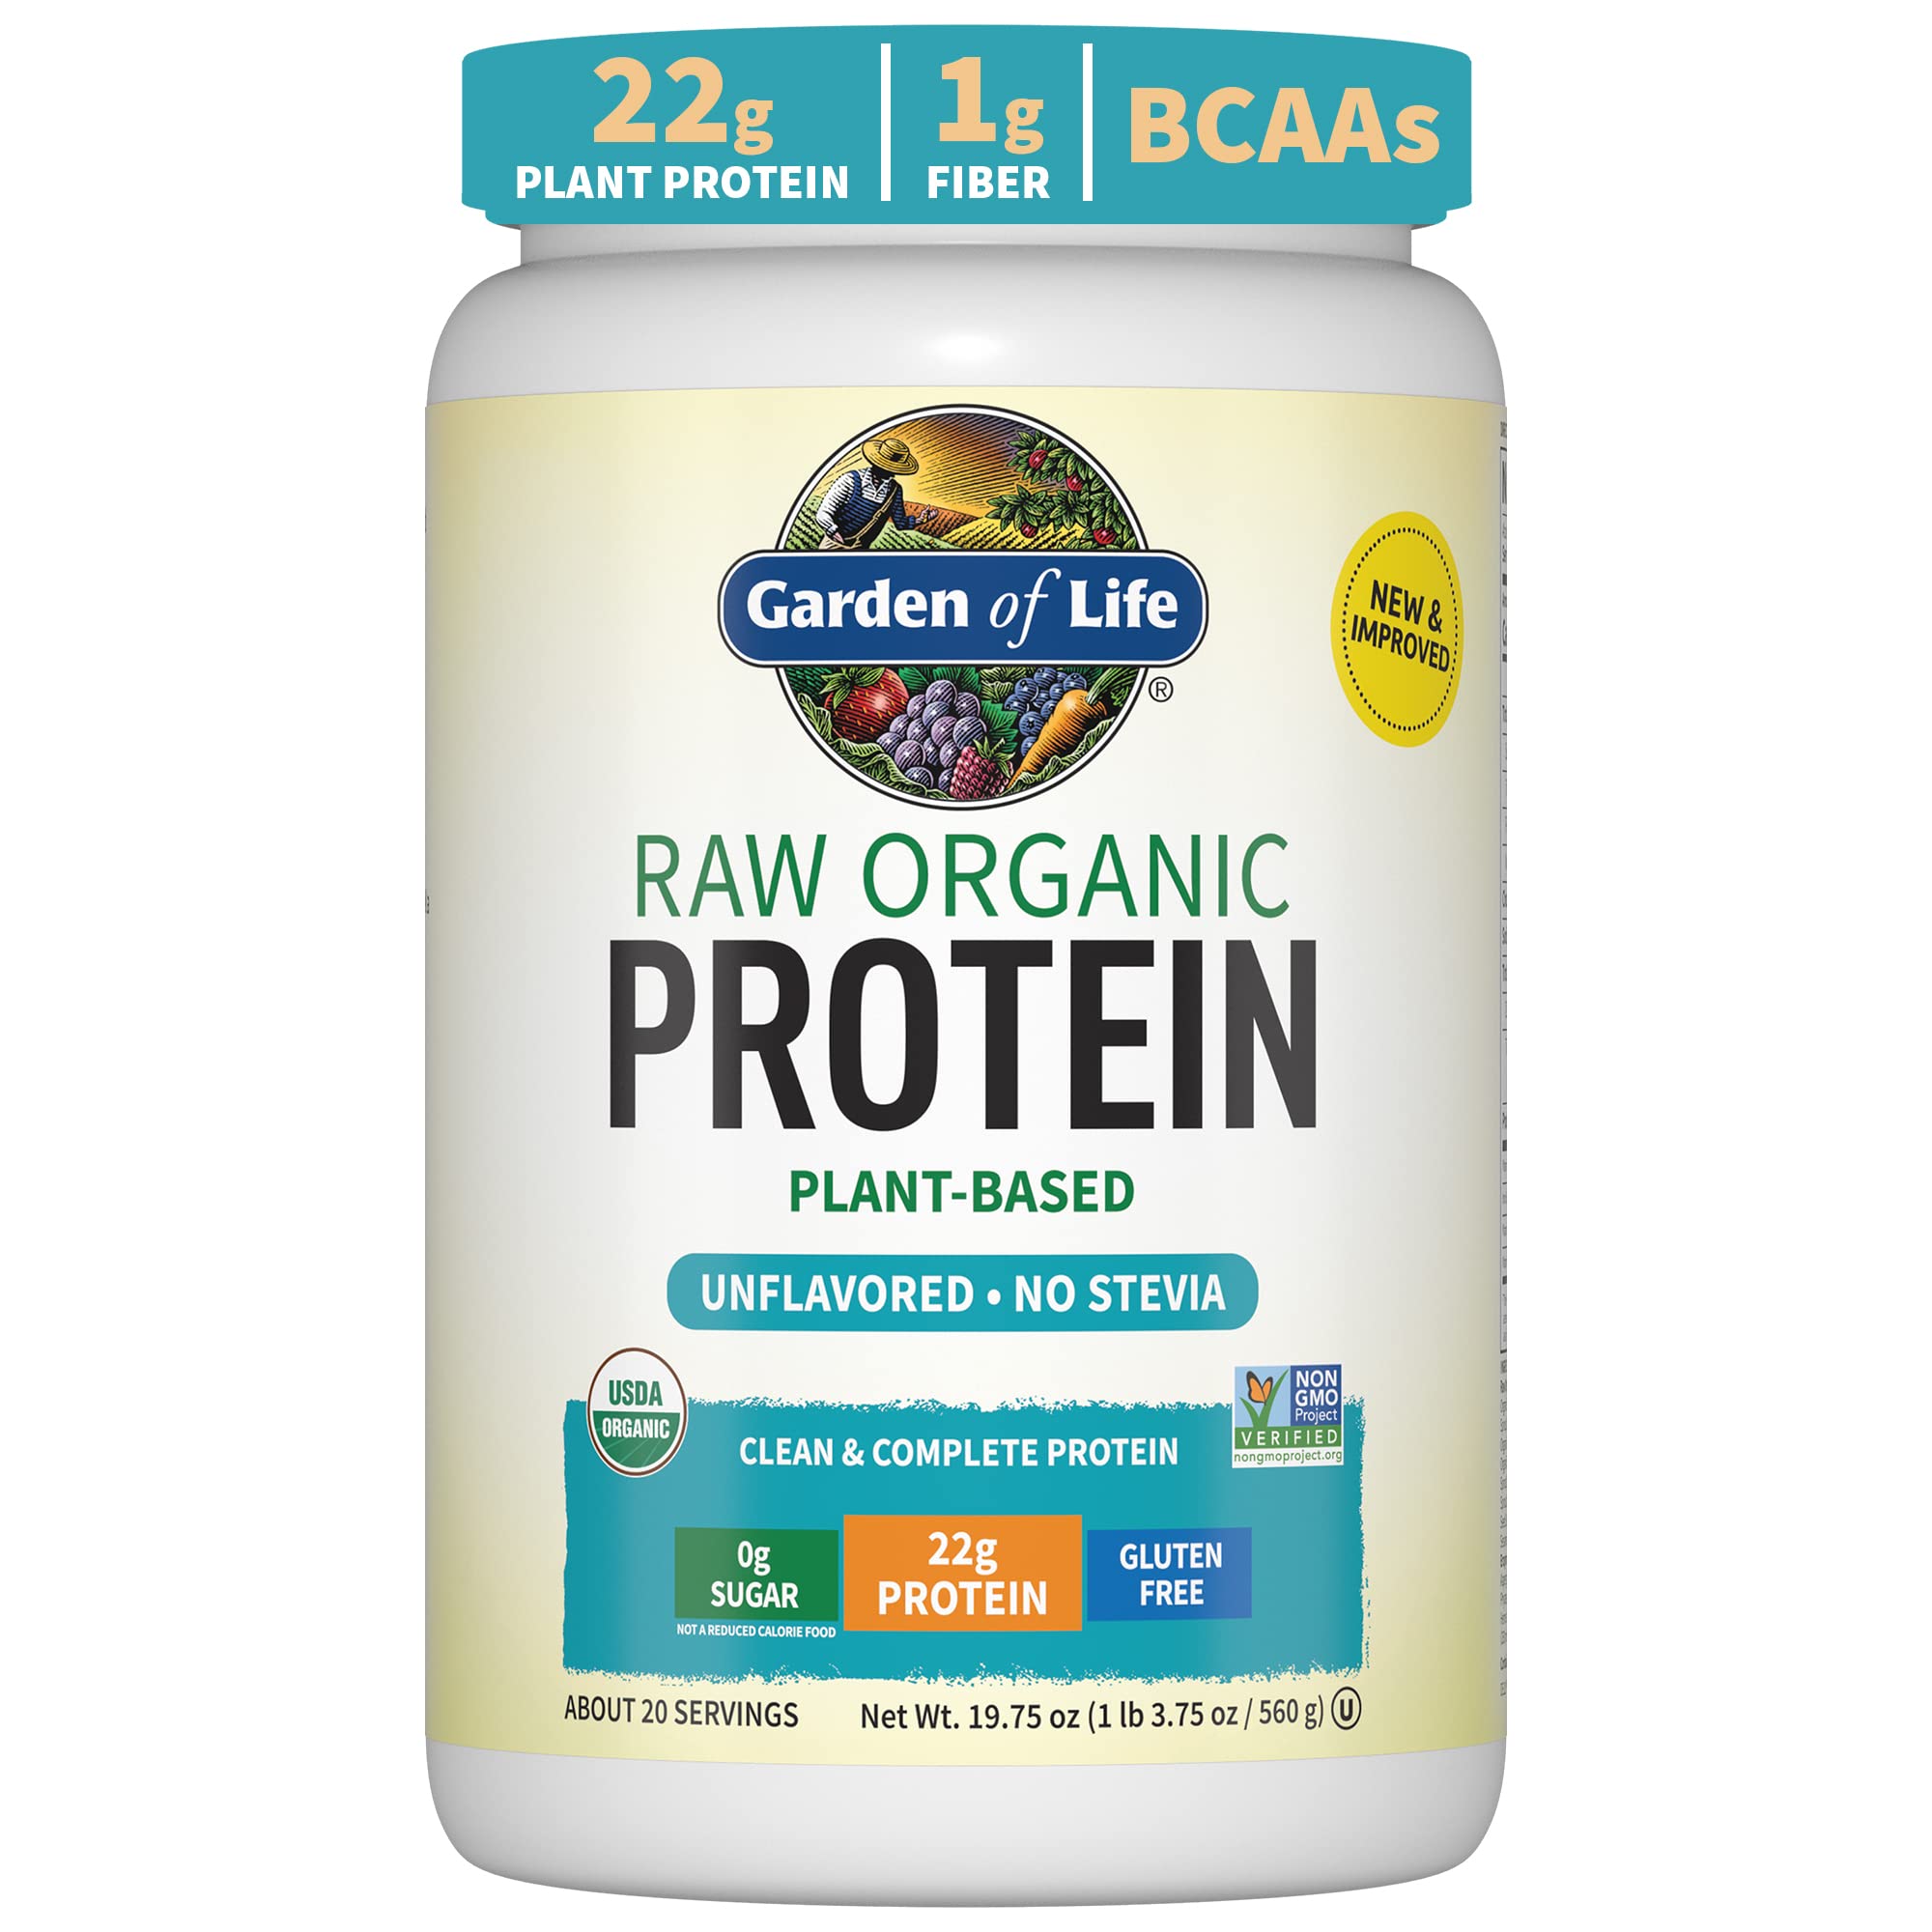 22g
PLANT PROTEIN
1g
FIBER
BCAAs
Garden of Life
®
NEW &
IMPROVED
RAW ORGANIC
PROTEIN
PLANT-BASED
UNFLAVORED • NO STEVIA
USDA
ORGANIC
NON
GMO
Project
VERIFIED
nongmoproject.org
CLEAN & COMPLETE PROTEIN
0g
SUGAR
NOT A REDUCED CALORIE FOOD
22g
PROTEIN
GLUTEN
FREE
ABOUT 20 SERVINGS
Net Wt. 19.75 oz (1 lb 3.75 oz / 560 g) U